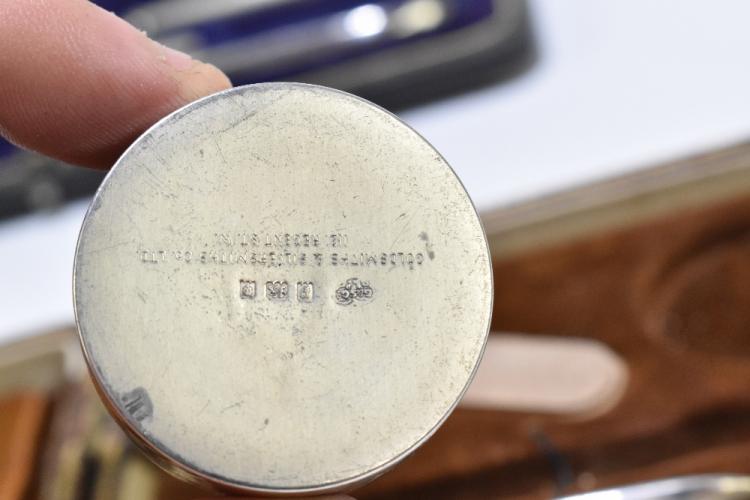 GOLDSMITHS & SILVERSMITHS CO. LTD
112, REGENT ST. W.